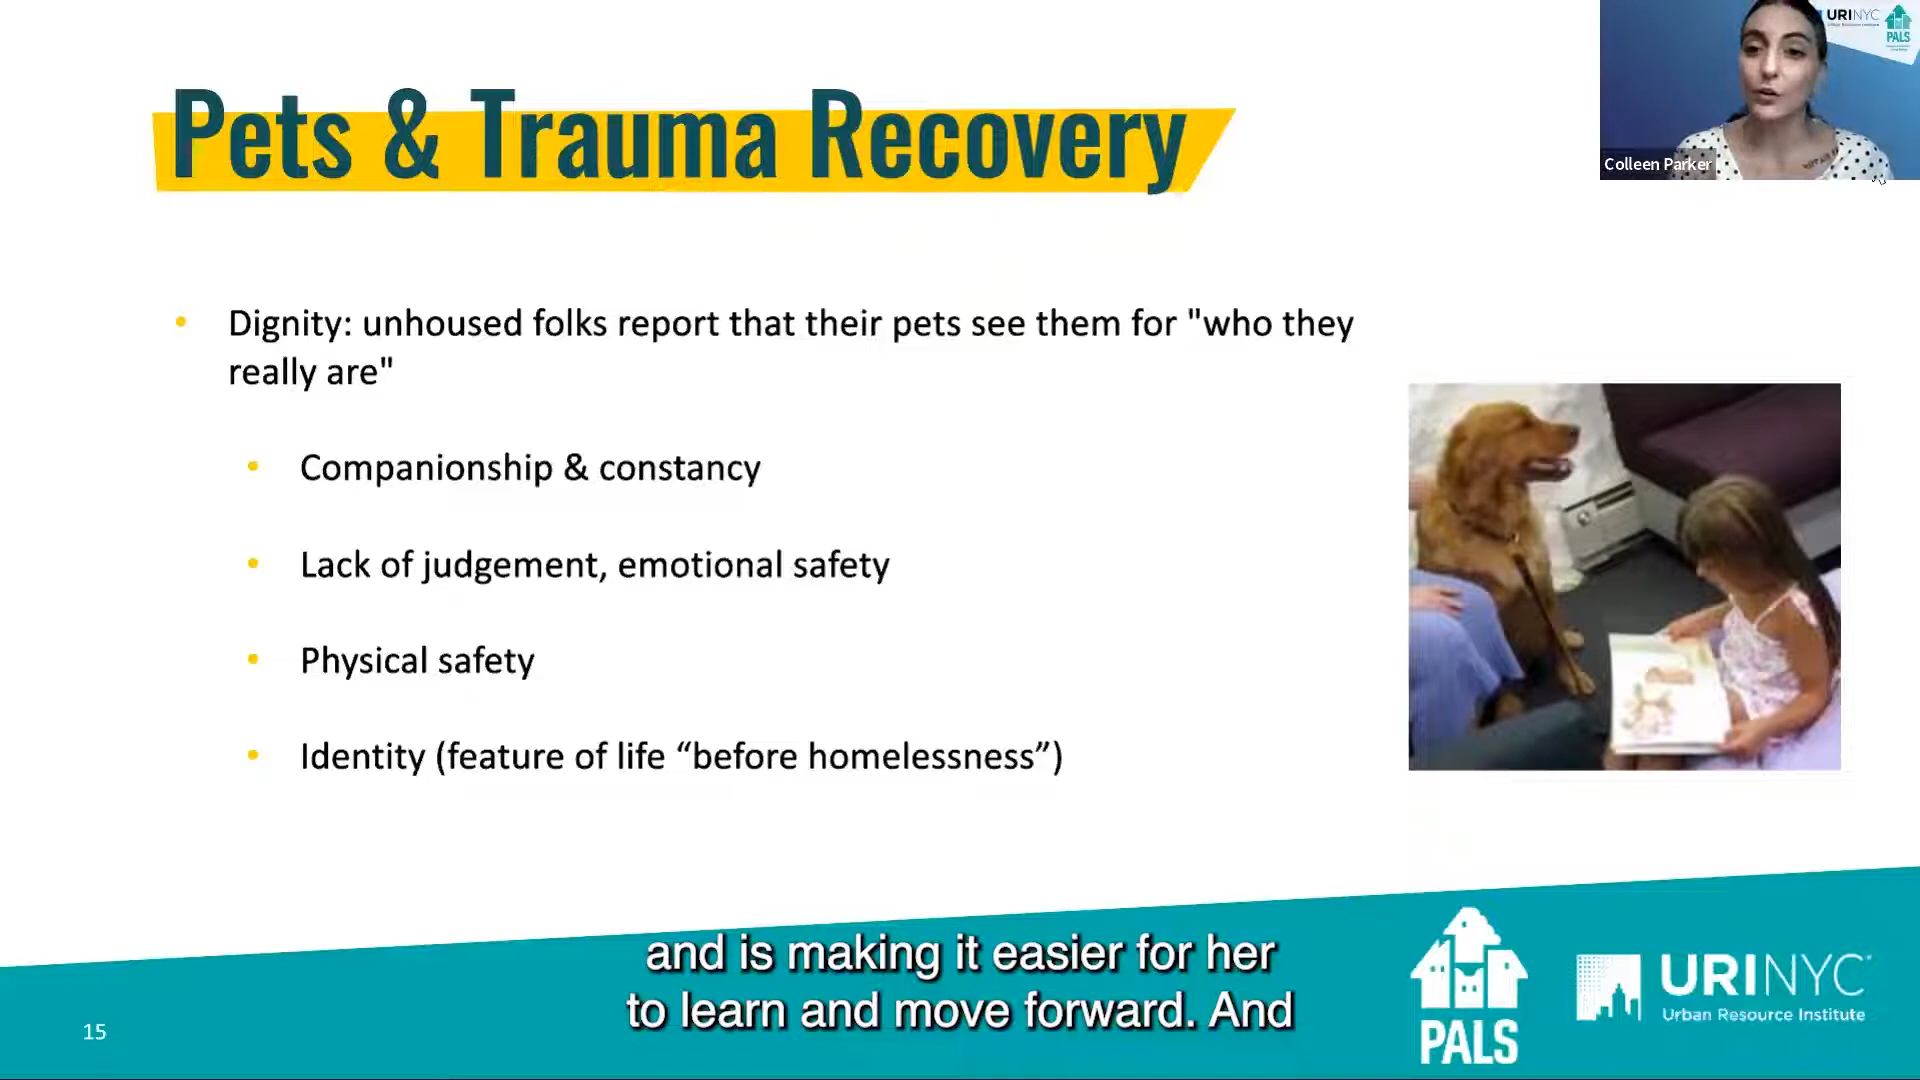 URINYC
PALS
Colleen Parker
Pets & Trauma Recovery
• Dignity: unhoused folks report that their pets see them for "who they
really are"
• Companionship & constancy
• Lack of judgement, emotional safety
• Physical safety
• Identity (feature of life “before homelessness”)
and is making it easier for her
to learn and move forward. And
15
PALS
URINYC
Urban Resource Institute